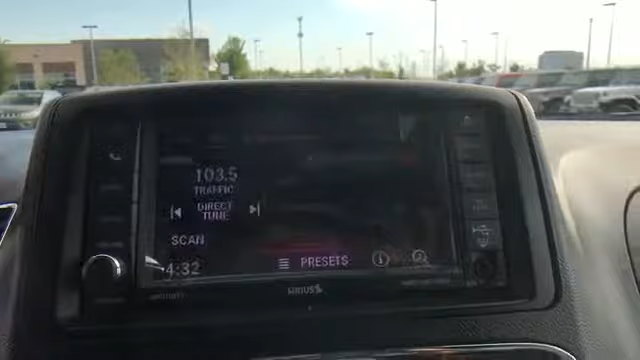 103.5
TRAFFIC
DIRECT
TUNE
SCAN
4:32
PRESETS
SIRIUS